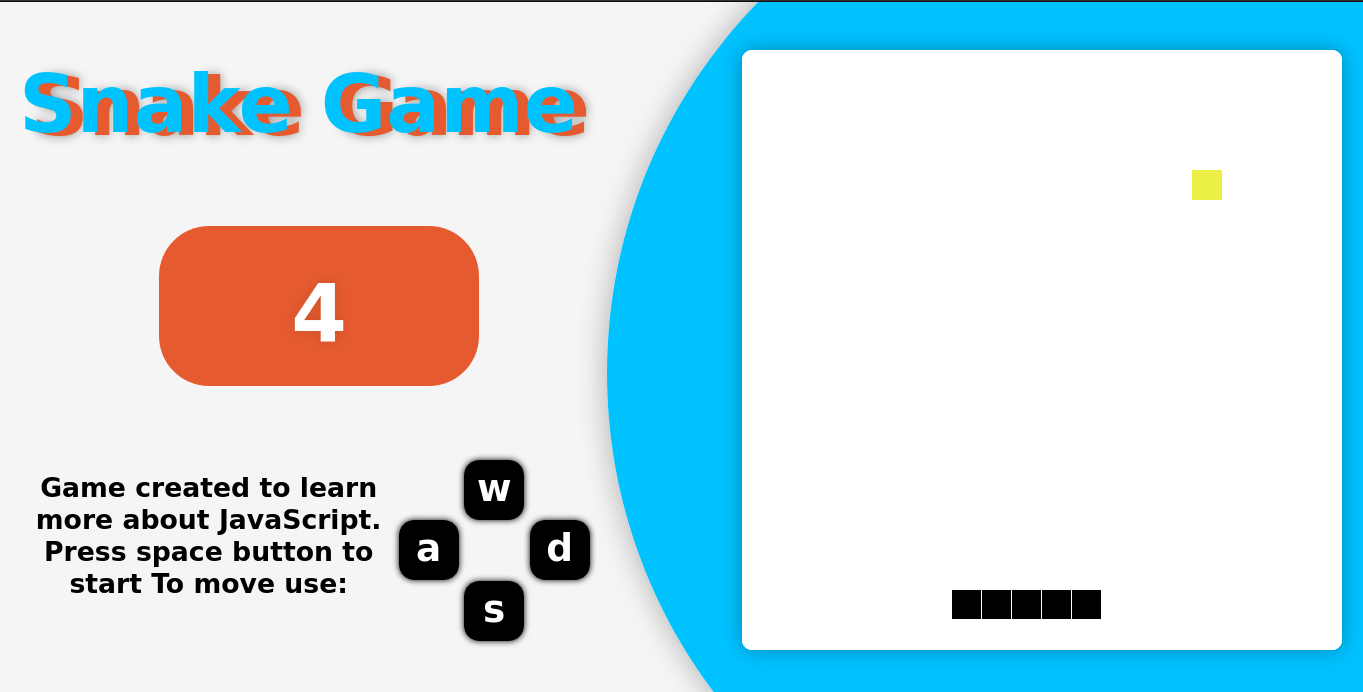 Snake Game
4
Game created to learn
more about JavaScript.
Press space button to
start To move use:
w
a
d
s